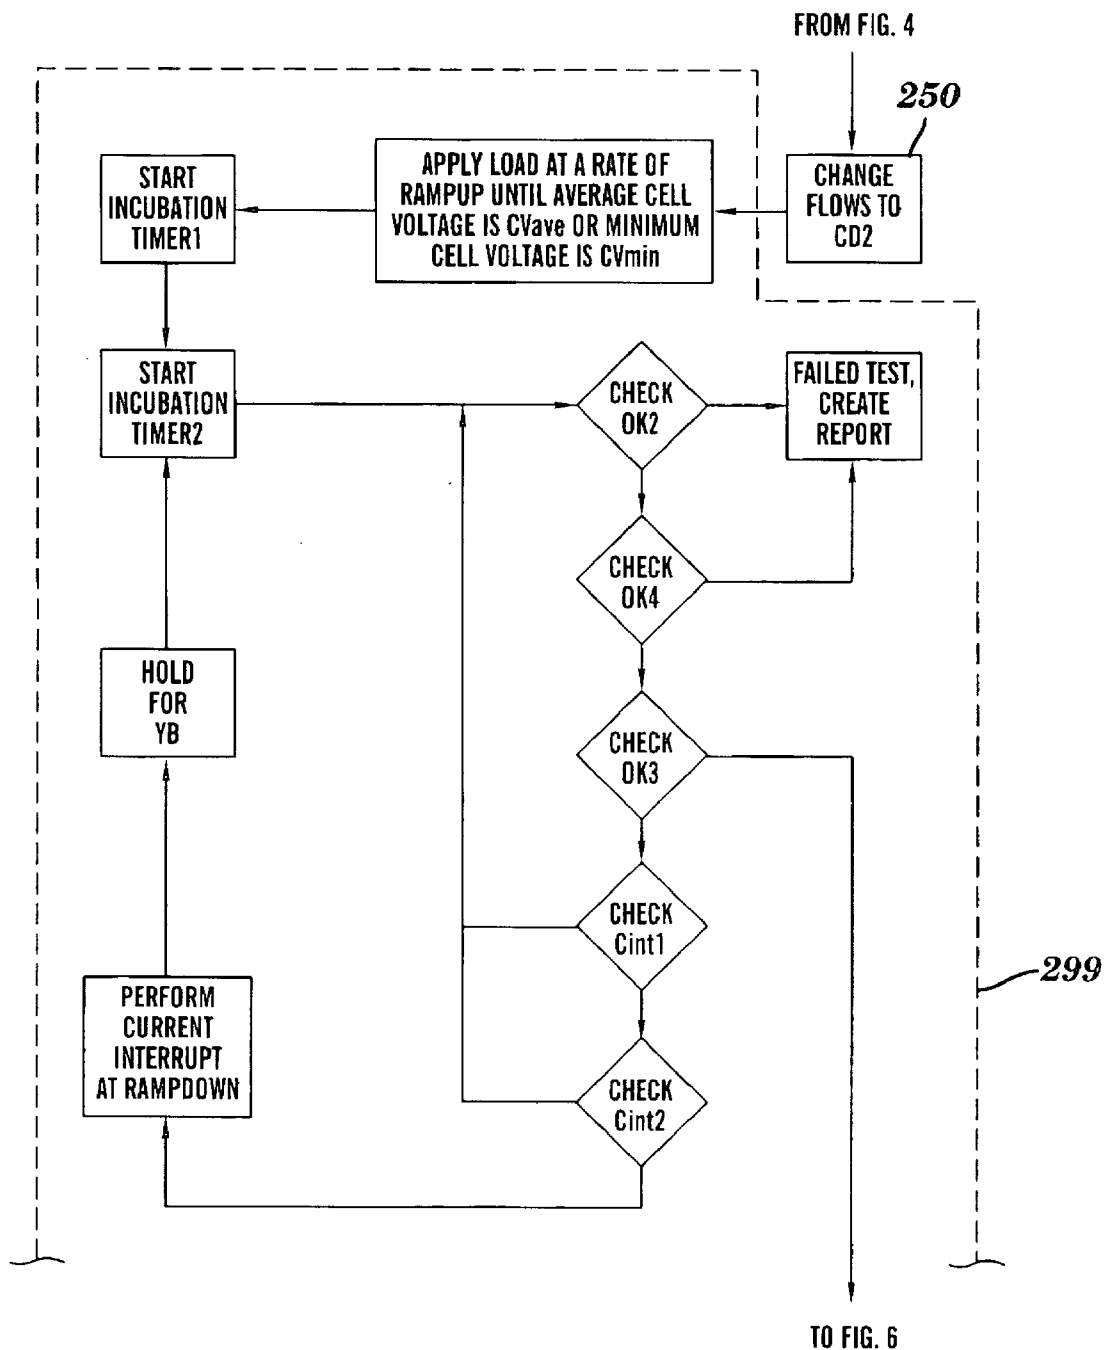 FROM FIG. 4
250
CHANGE
FLOWS TO
CD2
APPLY LOAD AT A RATE OF
RAMPUP UNTIL AVERAGE CELL
VOLTAGE IS CVave OR MINIMUM
CELL VOLTAGE IS CVmin
START
INCUBATION
TIMER1
START
INCUBATION
TIMER2
CHECK
OK2
FAILED TEST,
CREATE
REPORT
CHECK
OK4
HOLD
FOR
YB
CHECK
OK3
CHECK
Cint1
299
PERFORM
CURRENT
INTERRUPT
AT RAMPDOWN
CHECK
Cint2
TO FIG. 6